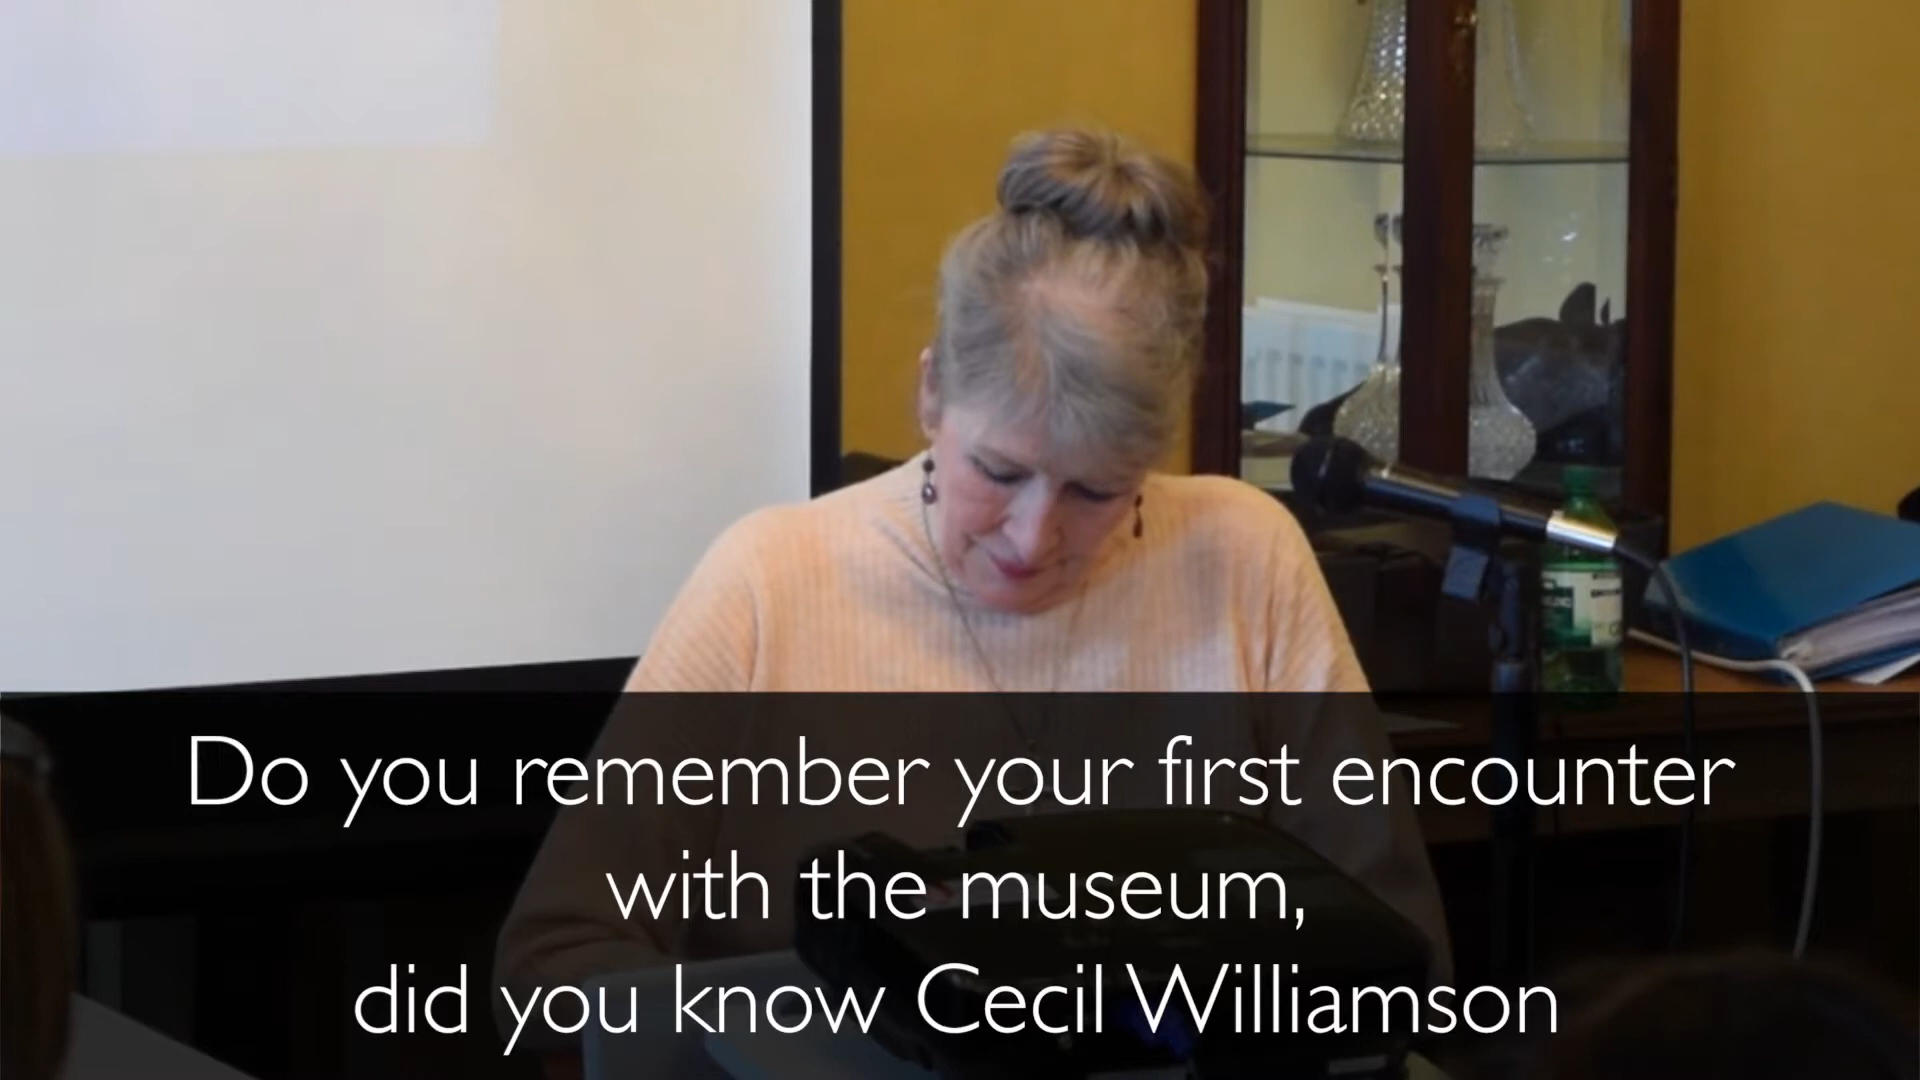 Do you remember your first encounter
with the museum,
did you know Cecil Williamson